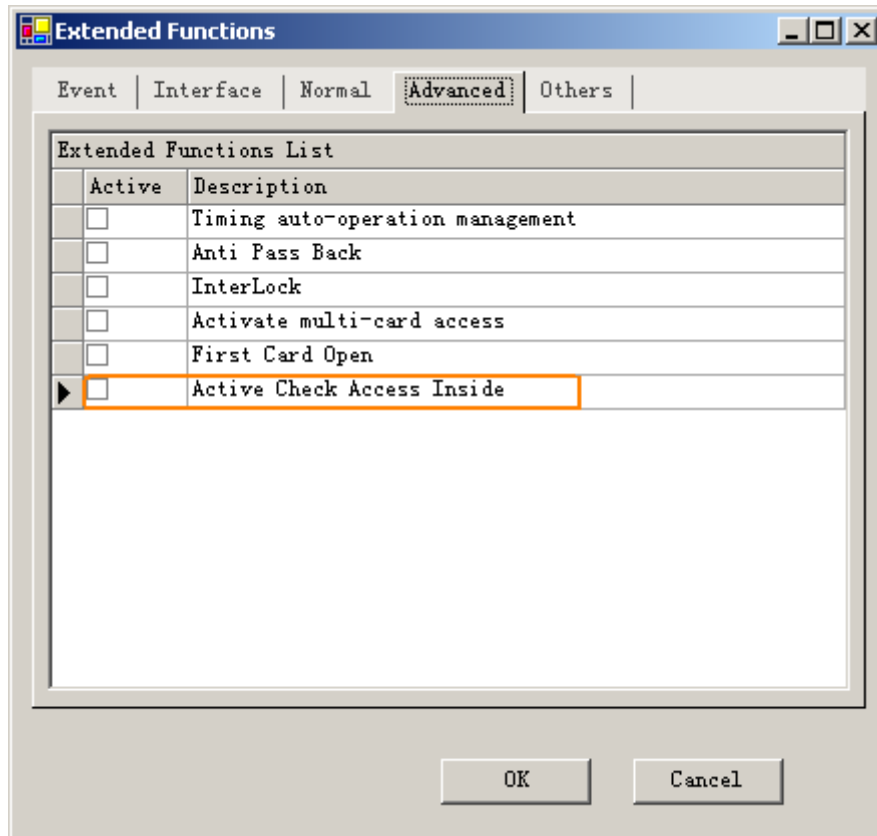 Extended Functions
Event Interface Normal Advanced Others
Extended Functions List
Active Description
Timing auto-operation management
Anti Pass Back
InterLock
Activate multi-card access
First Card Open
Active Check Access Inside
OK Cancel